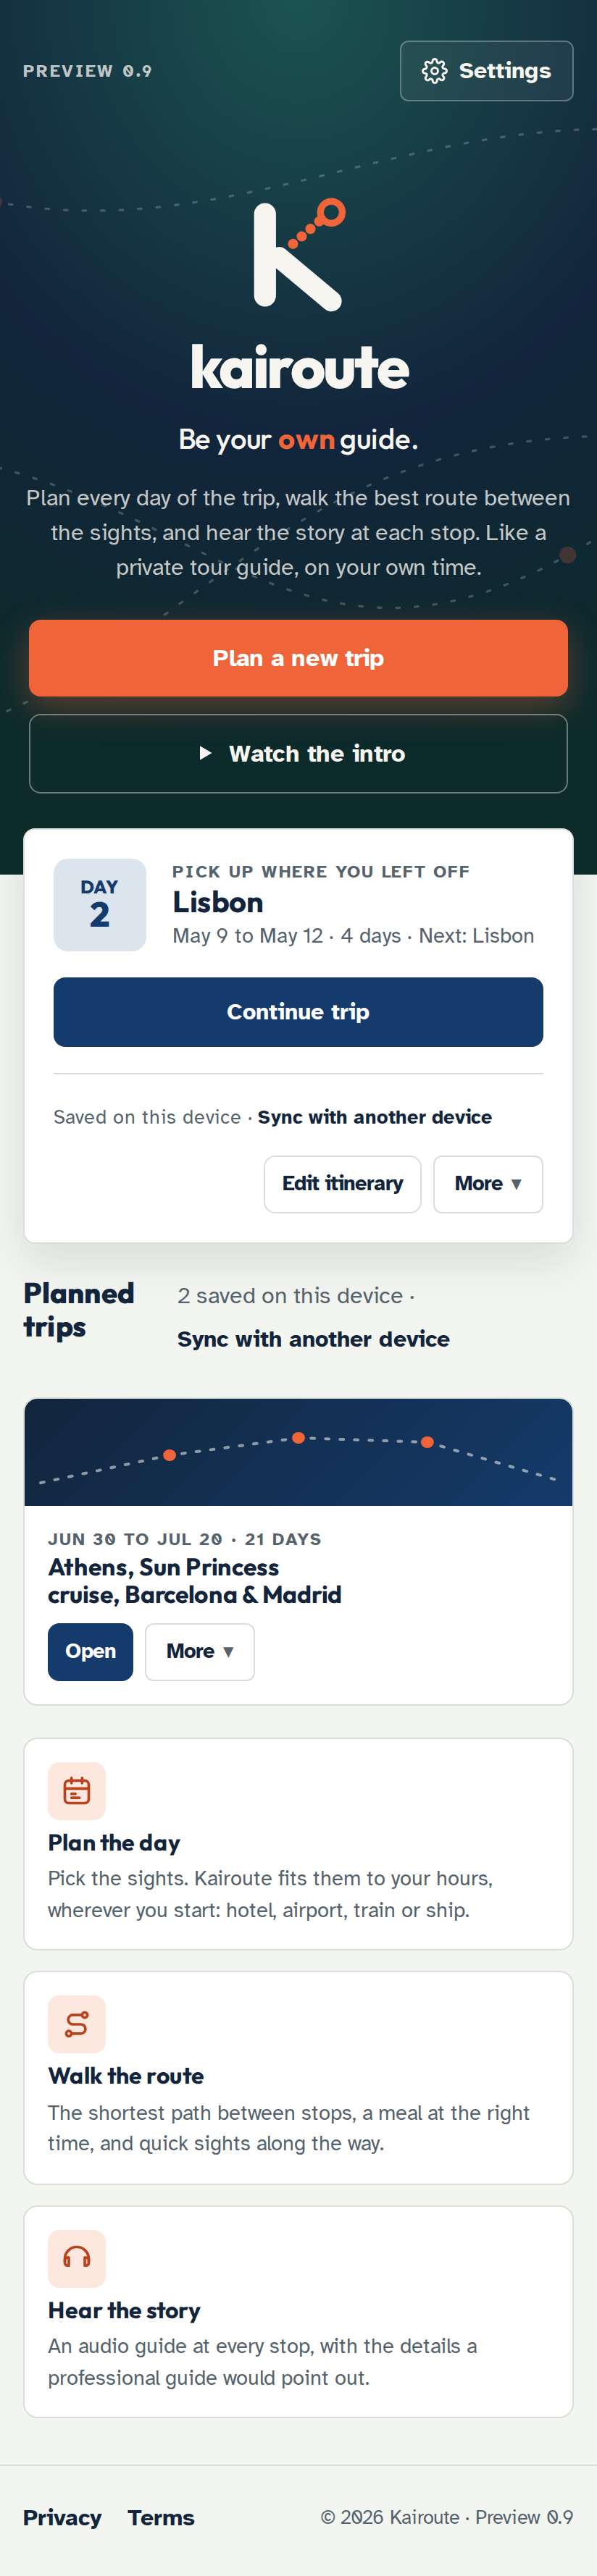 PREVIEW 0.9
Settings
kairoute
Be your own guide.
Plan every day of the trip, walk the best route between
the sights, and hear the story at each stop. Like a
private tour guide, on your own time.
Plan a new trip
▶ Watch the intro
DAY
2
PICK UP WHERE YOU LEFT OFF
Lisbon
May 9 to May 12 · 4 days · Next: Lisbon
Continue trip
Saved on this device · Sync with another device
Edit itinerary
More ▾
Planned
trips
2 saved on this device ·
Sync with another device
JUN 30 TO JUL 20 · 21 DAYS
Athens, Sun Princess
cruise, Barcelona & Madrid
Open
More ▾
Plan the day
Pick the sights. Kairoute fits them to your hours,
wherever you start: hotel, airport, train or ship.
Walk the route
The shortest path between stops, a meal at the right
time, and quick sights along the way.
Hear the story
An audio guide at every stop, with the details a
professional guide would point out.
Privacy
Terms
© 2026 Kairoute · Preview 0.9